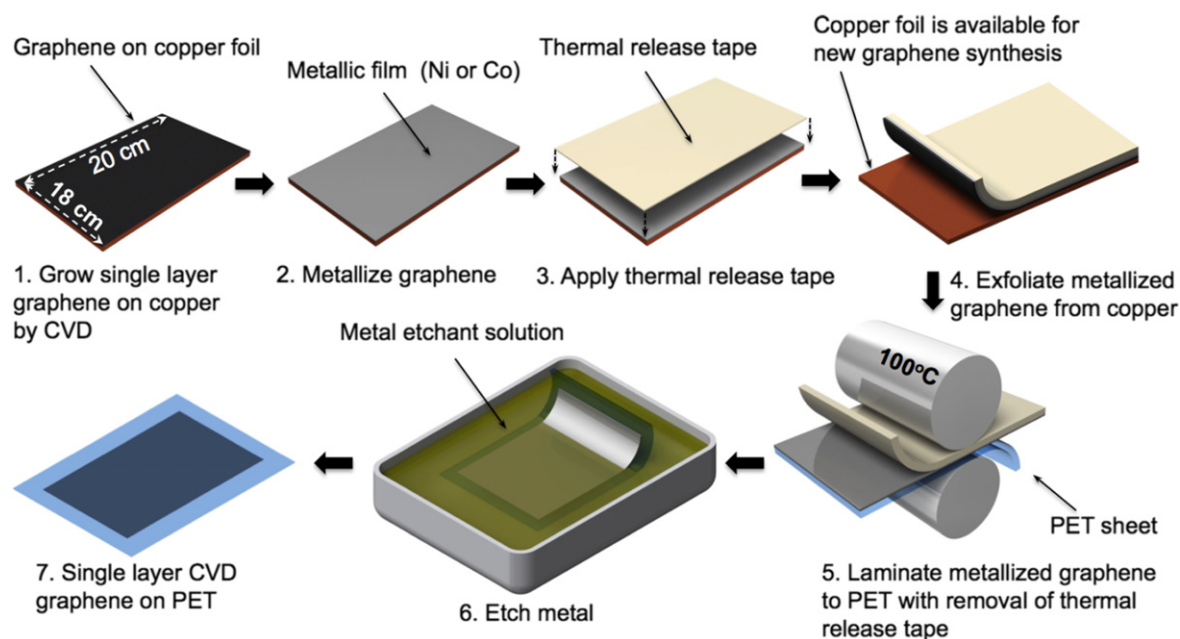 Graphene on copper foil
Metallic film (Ni or Co)
Thermal release tape
Copper foil is available for
new graphene synthesis
20 cm
18 cm
1. Grow single layer
graphene on copper
by CVD
2. Metallize graphene
3. Apply thermal release tape
4. Exfoliate metallized
graphene from copper
100°C
PET sheet
5. Laminate metallized graphene
to PET with removal of thermal
release tape
Metal etchant solution
6. Etch metal
7. Single layer CVD
graphene on PET